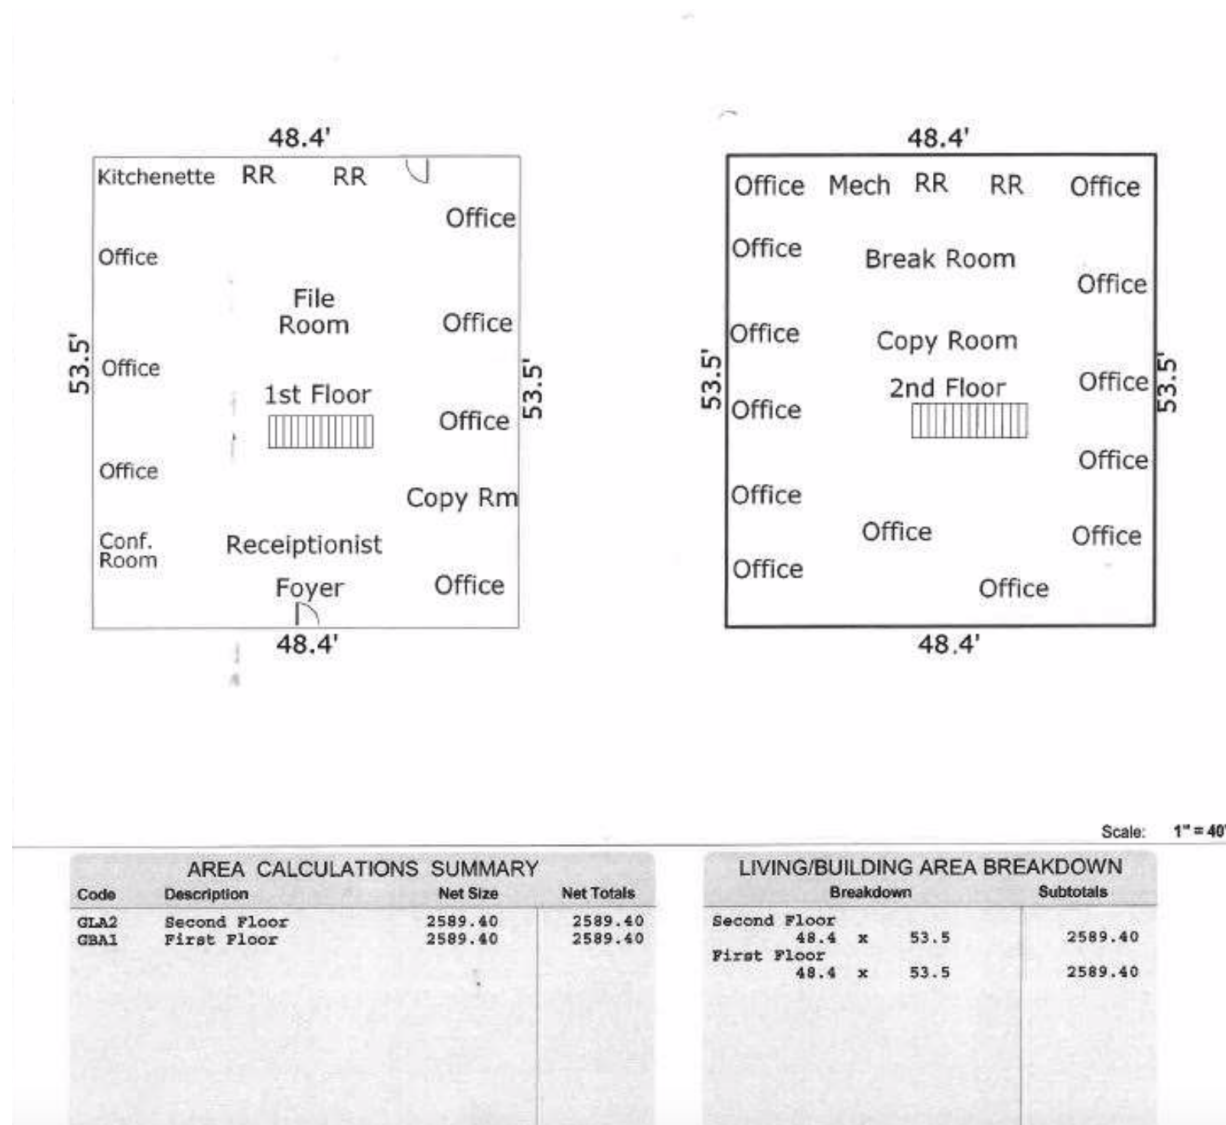 48.4'
Kitchenette RR RR
Office
Office
File
Room
Office
53.5'
Office
53.5'
1st Floor
Office
Office
Copy Rm
Conf.
Room
Receiptionist
Foyer
Office
48.4'
48.4'
Office Mech RR RR Office
Office
Break Room
Office
Office
Copy Room
53.5'
2nd Floor
Office
53.5'
Office
Office
Office
Office
Office
Office
Office
48.4'
Scale: 1" = 40'
AREA CALCULATIONS SUMMARY
Code Description Net Size Net Totals
GLA2 Second Floor 2589.40 2589.40
GBA1 First Floor 2589.40 2589.40
LIVING/BUILDING AREA BREAKDOWN
Breakdown Subtotals
Second Floor
48.4 x 53.5 2589.40
First Floor
48.4 x 53.5 2589.40